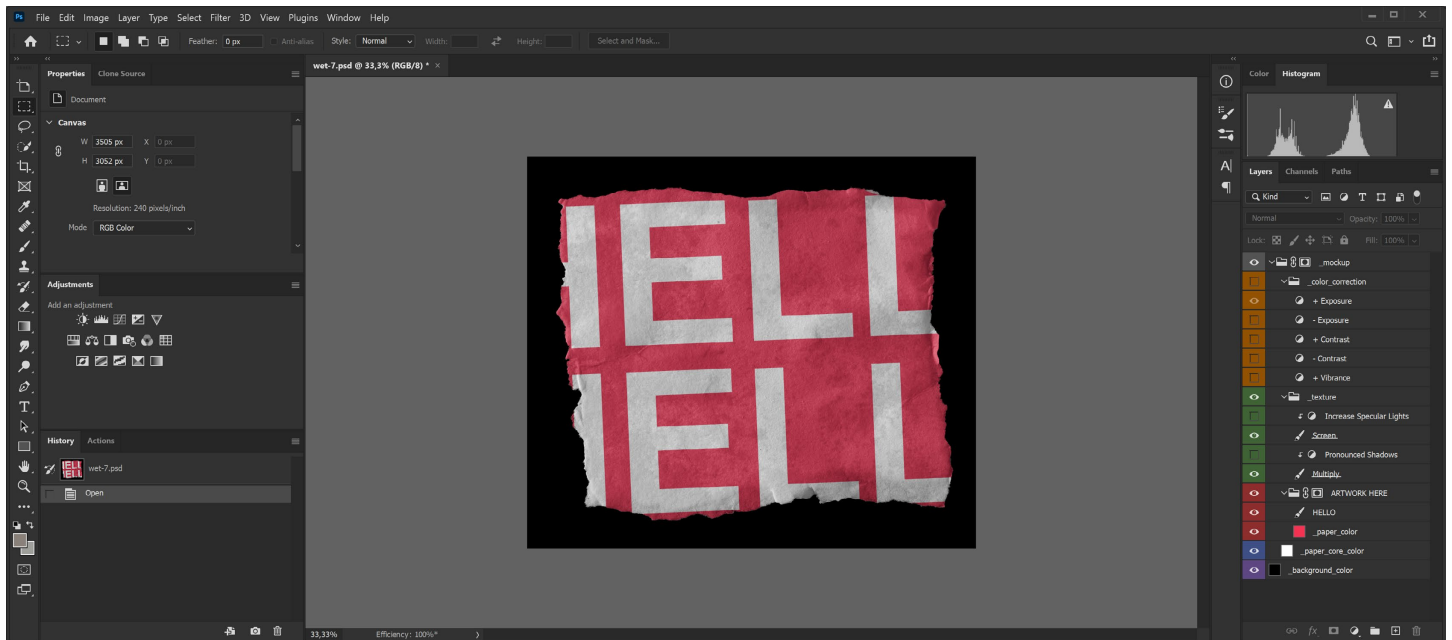 Ps File Edit Image Layer Type Select Filter 3D View Plugins Window Help
Feather: 0 px Anti-alias Style: Normal Width: Height: Select and Mask...
Properties Clone Source
Document
Canvas
W 3505 px X 0 px
H 3052 px Y 0 px
Resolution: 240 pixels/inch
Mode RGB Color
Adjustments
Add an adjustment
History Actions
wet-7.psd
Open
wet-7.psd @ 33,3% (RGB/8) * ×
IELL
IELL
33,33% Efficiency: 100%*
Color Histogram
Layers Channels Paths
Kind
Normal Opacity: 100%
Lock: Fill: 100%
_mockup
_color_correction
+ Exposure
- Exposure
+ Contrast
- Contrast
+ Vibrance
_texture
Increase Specular Lights
Screen
Pronounced Shadows
Multiply
ARTWORK HERE
HELLO
_paper_color
_paper_core_color
_background_color